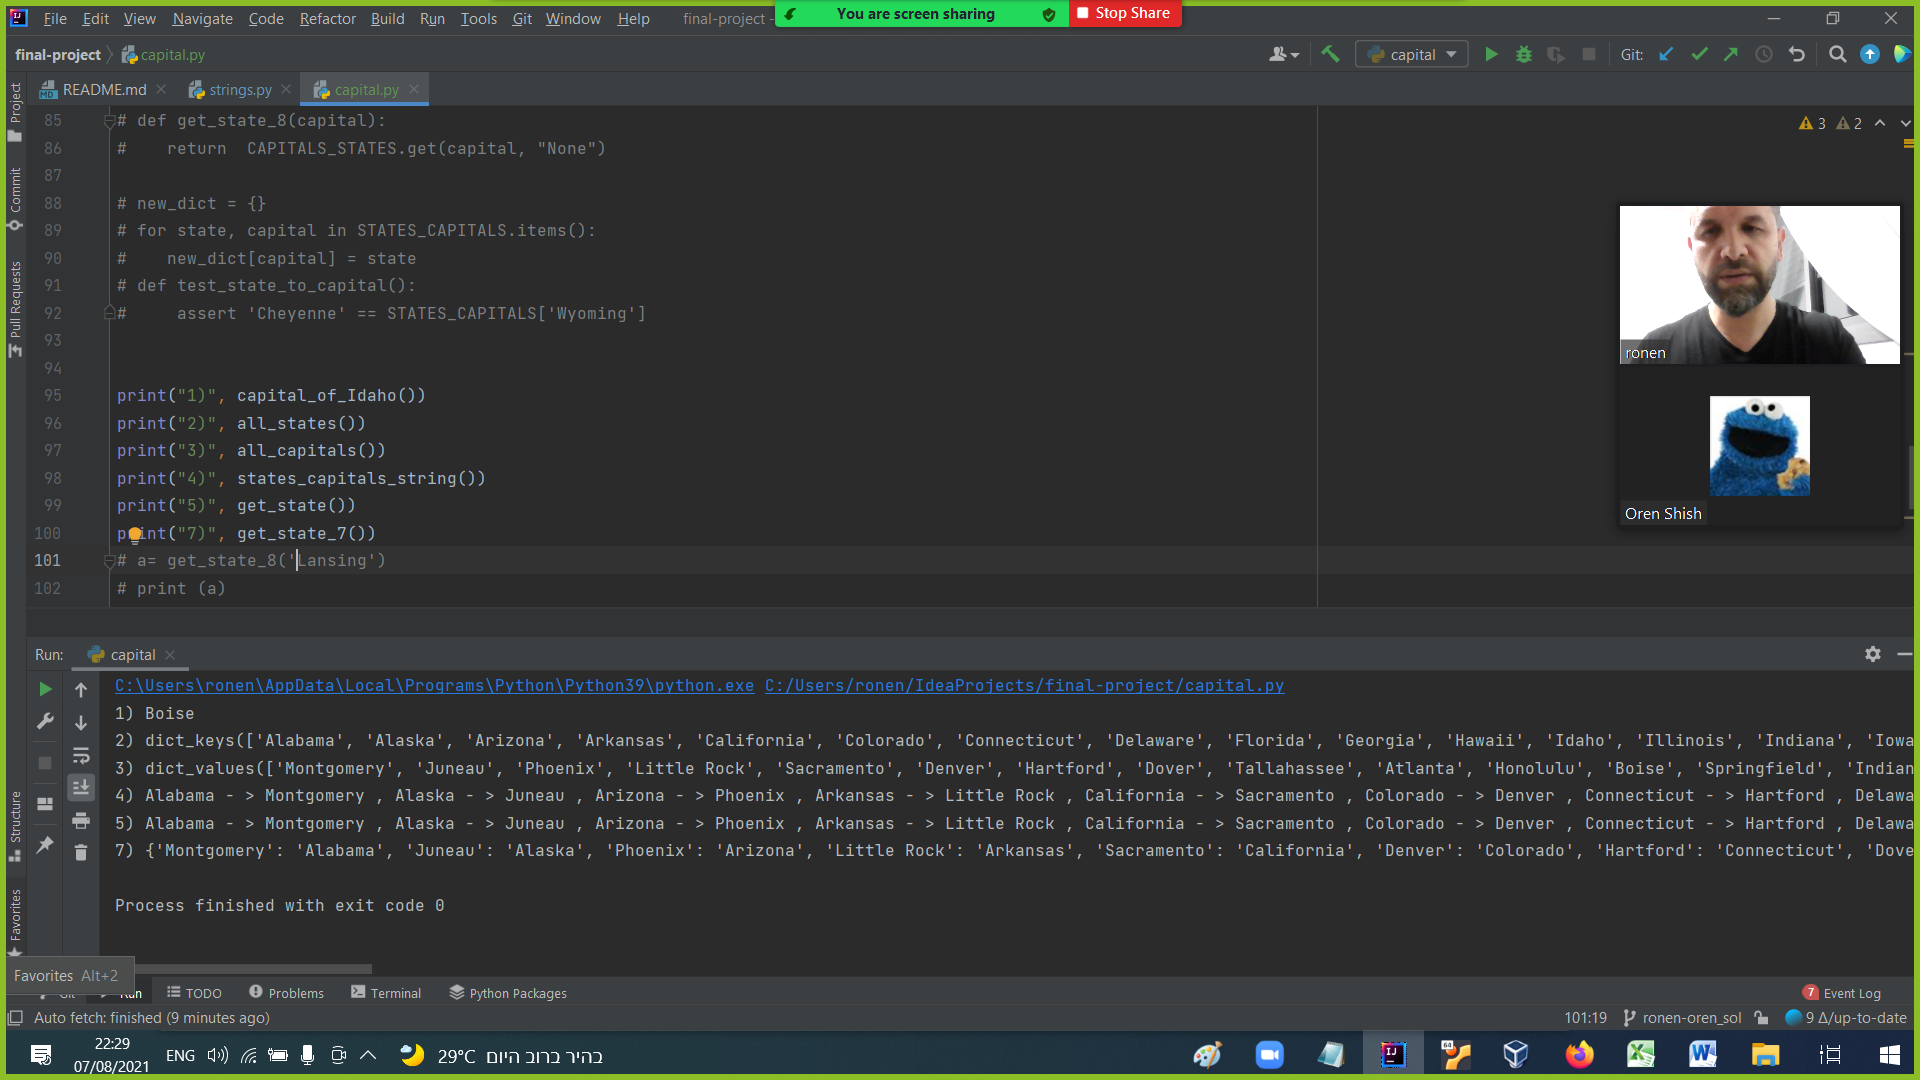 File Edit View Navigate Code Refactor Build Run Tools Git Window Help final-project -
You are screen sharing
Stop Share
final-project capital.py
capital
Git:
README.md
strings.py
capital.py
Project
Commit
Pull Requests
Structure
Favorites
3 2
85 # def get_state_8(capital):
86 #    return  CAPITALS_STATES.get(capital, "None")
87
88 # new_dict = {}
89 # for state, capital in STATES_CAPITALS.items():
90 #    new_dict[capital] = state
91 # def test_state_to_capital():
92 #     assert 'Cheyenne' == STATES_CAPITALS['Wyoming']
93
94
95 print("1)", capital_of_Idaho())
96 print("2)", all_states())
97 print("3)", all_capitals())
98 print("4)", states_capitals_string())
99 print("5)", get_state())
100 print("7)", get_state_7())
101 # a= get_state_8('Lansing')
102 # print (a)
ronen
Oren Shish
Run: capital
C:\Users\ronen\AppData\Local\Programs\Python\Python39\python.exe C:/Users/ronen/IdeaProjects/final-project/capital.py
1) Boise
2) dict_keys(['Alabama', 'Alaska', 'Arizona', 'Arkansas', 'California', 'Colorado', 'Connecticut', 'Delaware', 'Florida', 'Georgia', 'Hawaii', 'Idaho', 'Illinois', 'Indiana', 'Iowa
3) dict_values(['Montgomery', 'Juneau', 'Phoenix', 'Little Rock', 'Sacramento', 'Denver', 'Hartford', 'Dover', 'Tallahassee', 'Atlanta', 'Honolulu', 'Boise', 'Springfield', 'Indian
4) Alabama - > Montgomery , Alaska - > Juneau , Arizona - > Phoenix , Arkansas - > Little Rock , California - > Sacramento , Colorado - > Denver , Connecticut - > Hartford , Delawa
5) Alabama - > Montgomery , Alaska - > Juneau , Arizona - > Phoenix , Arkansas - > Little Rock , California - > Sacramento , Colorado - > Denver , Connecticut - > Hartford , Delawa
7) {'Montgomery': 'Alabama', 'Juneau': 'Alaska', 'Phoenix': 'Arizona', 'Little Rock': 'Arkansas', 'Sacramento': 'California', 'Denver': 'Colorado', 'Hartford': 'Connecticut', 'Dove
Process finished with exit code 0
Favorites Alt+2
Git Run TODO Problems Terminal Python Packages
7 Event Log
Auto fetch: finished (9 minutes ago)
101:19 ronen-oren_sol 9 Δ/up-to-date
22:29
07/08/2021
ENG
29°C בהיר ברוב היום
64